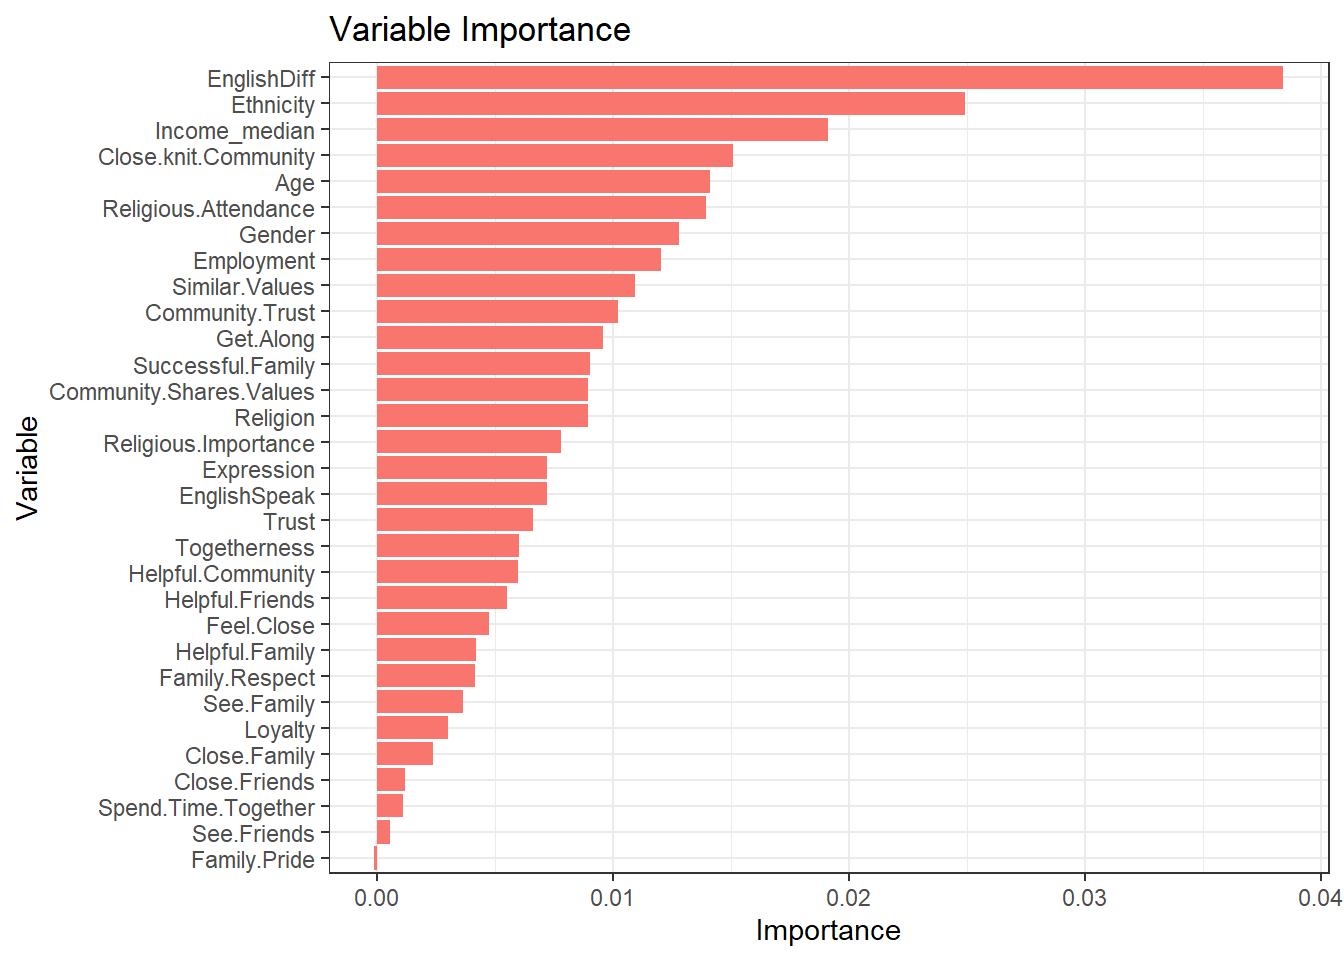 Variable Importance
EnglishDiff
Ethnicity
Income_median
Close.knit.Community
Age
Religious.Attendance
Gender
Employment
Similar.Values
Community.Trust
Get.Along
Successful.Family
Community.Shares.Values
Religion
Religious.Importance
Expression
EnglishSpeak
Trust
Togetherness
Helpful.Community
Helpful.Friends
Feel.Close
Helpful.Family
Family.Respect
See.Family
Loyalty
Close.Family
Close.Friends
Spend.Time.Together
See.Friends
Family.Pride
Variable
0.00 0.01 0.02 0.03 0.04
Importance